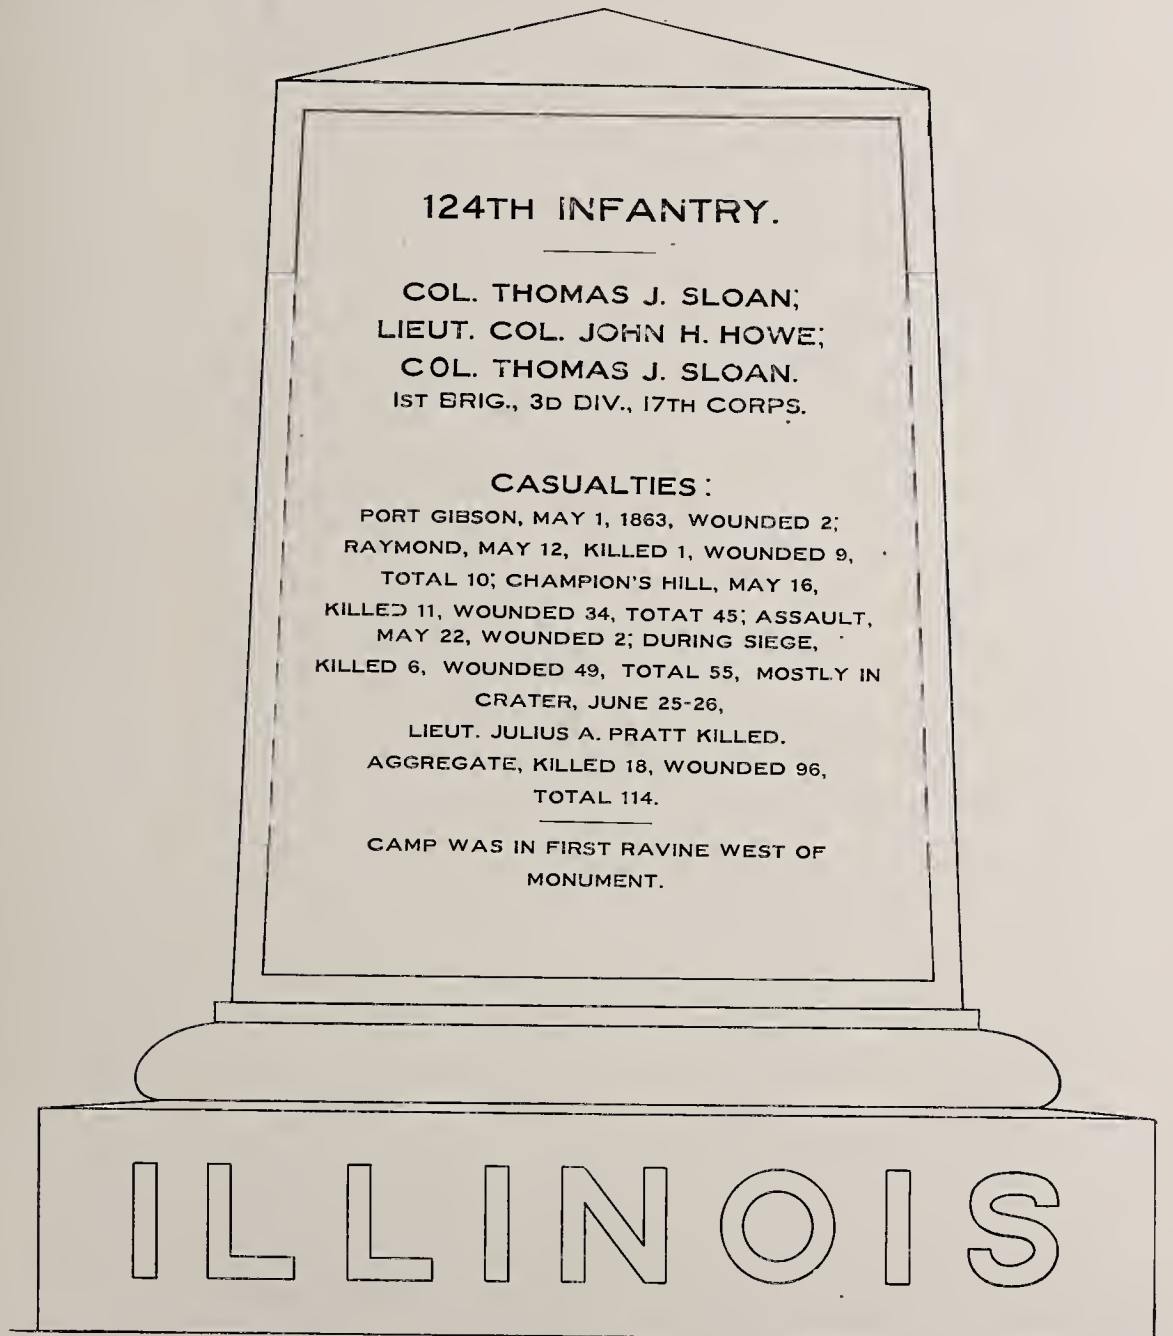 124TH INFANTRY.
COL. THOMAS J. SLOAN;
LIEUT. COL. JOHN H. HOWE;
COL. THOMAS J. SLOAN.
1ST BRIG., 3D DIV., 17TH CORPS.
CASUALTIES:
PORT GIBSON, MAY 1, 1863, WOUNDED 2;
RAYMOND, MAY 12, KILLED 1, WOUNDED 9,
TOTAL 10; CHAMPION'S HILL, MAY 16,
KILLED 11, WOUNDED 34, TOTAT 45; ASSAULT,
MAY 22, WOUNDED 2; DURING SIEGE,
KILLED 6, WOUNDED 49, TOTAL 55, MOSTLY IN
CRATER, JUNE 25-26,
LIEUT. JULIUS A. PRATT KILLED.
AGGREGATE, KILLED 18, WOUNDED 96,
TOTAL 114.
CAMP WAS IN FIRST RAVINE WEST OF
MONUMENT.
ILLINOIS